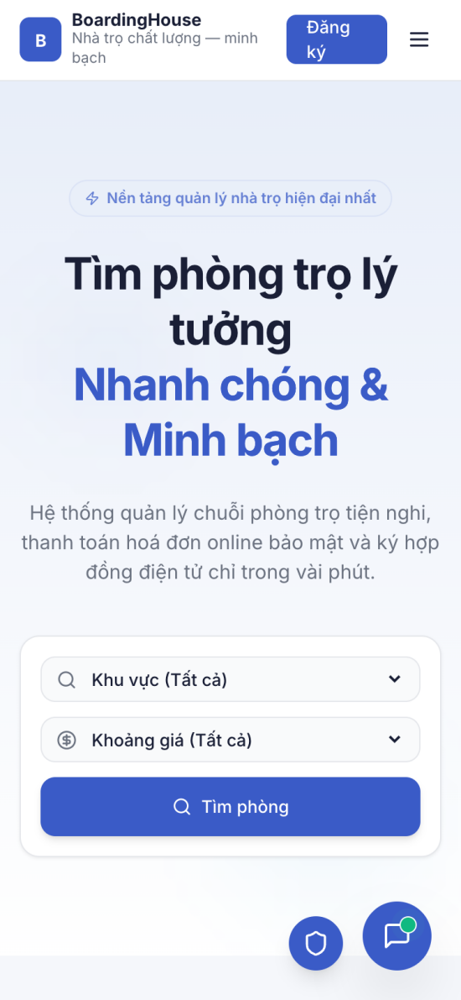 B
BoardingHouse
Nhà trọ chất lượng — minh
bạch
Đăng
ký
Nền tảng quản lý nhà trọ hiện đại nhất
Tìm phòng trọ lý
tưởng
Nhanh chóng &
Minh bạch
Hệ thống quản lý chuỗi phòng trọ tiện nghi,
thanh toán hoá đơn online bảo mật và ký hợp
đồng điện tử chỉ trong vài phút.
Khu vực (Tất cả)
Khoảng giá (Tất cả)
Tìm phòng